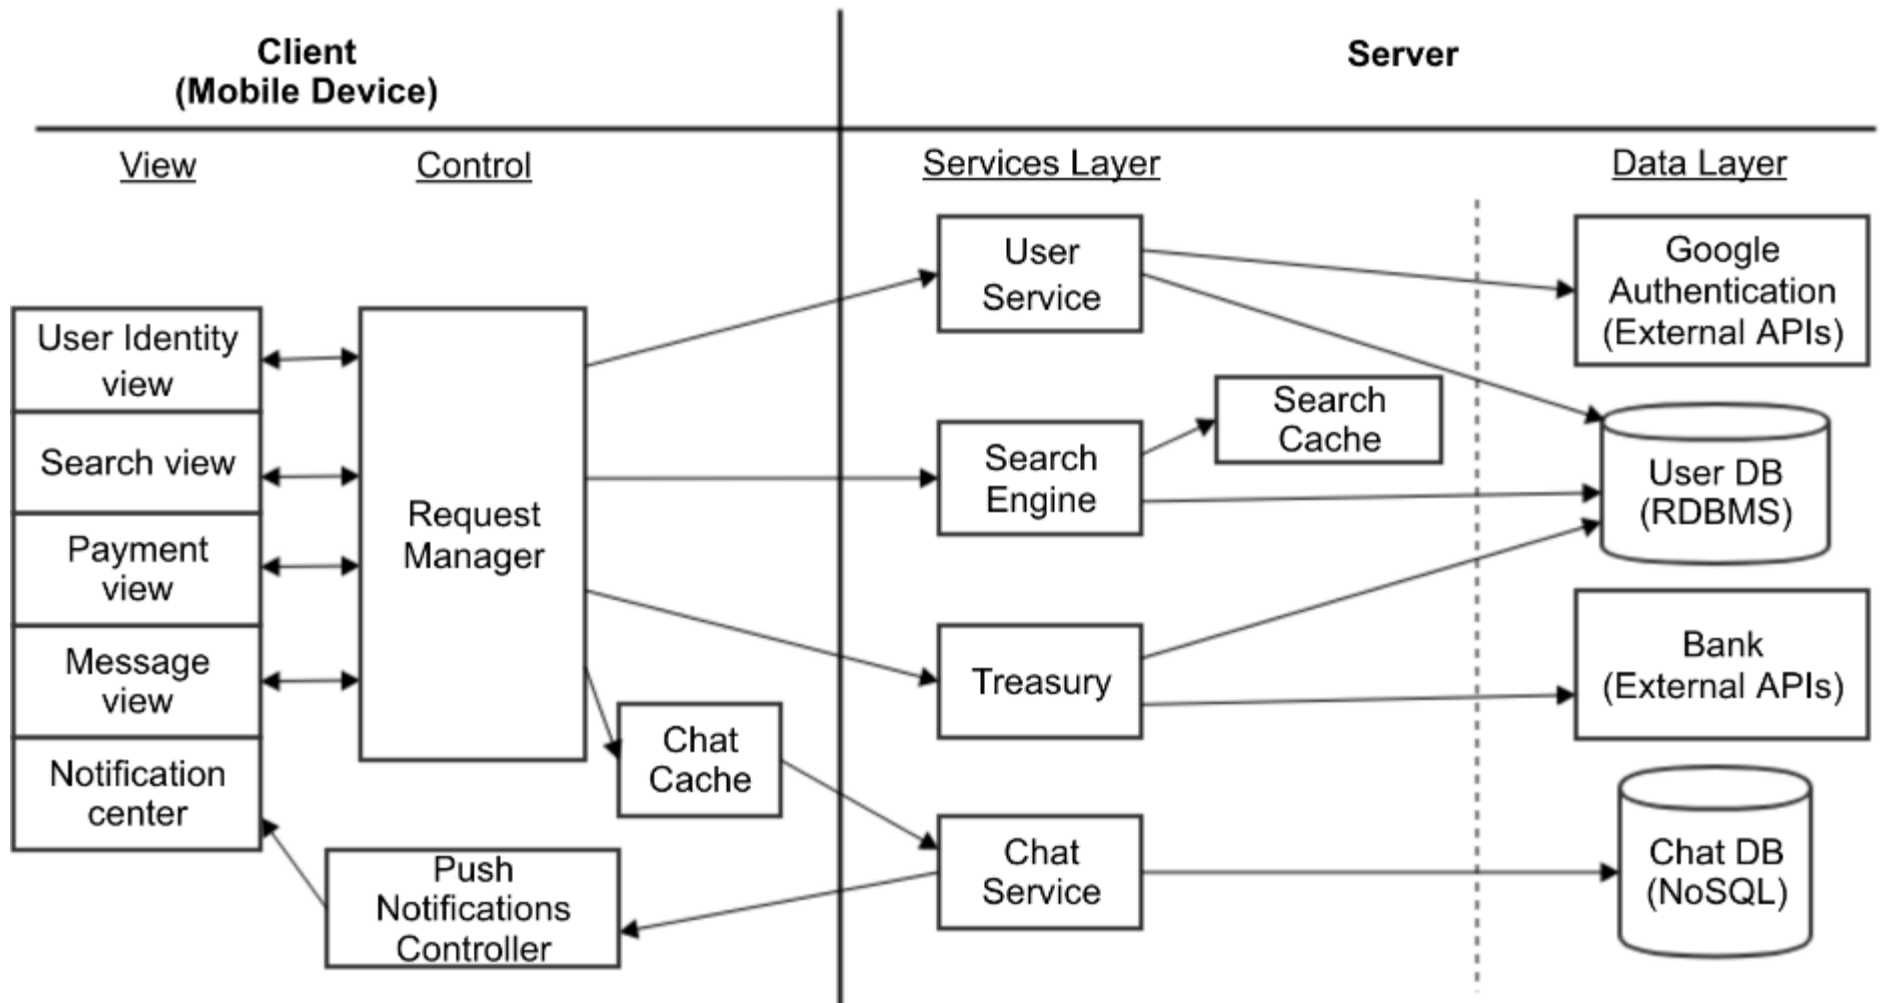 Client
(Mobile Device)
Server
View
Control
Services Layer
Data Layer
User Identity
view
Search view
Payment
view
Message
view
Notification
center
Request
Manager
Chat
Cache
Push
Notifications
Controller
User
Service
Search
Engine
Search
Cache
Treasury
Chat
Service
Google
Authentication
(External APIs)
User DB
(RDBMS)
Bank
(External APIs)
Chat DB
(NoSQL)